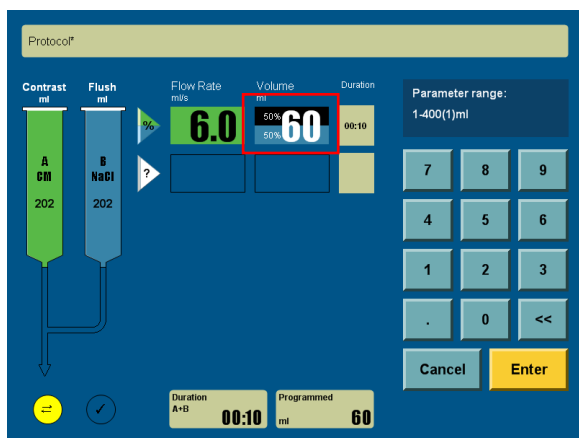 Protocol*
Contrast
ml
Flush
ml
Flow Rate
ml/s
Volume
ml
Duration
%
6.0
50%
50%
60
00:10
?
A
CM
202
B
NaCl
202
Parameter range:
1-400(1)ml
7 8 9
4 5 6
1 2 3
. 0 <<
Cancel Enter
Duration
A+B
00:10
Programmed
ml
60